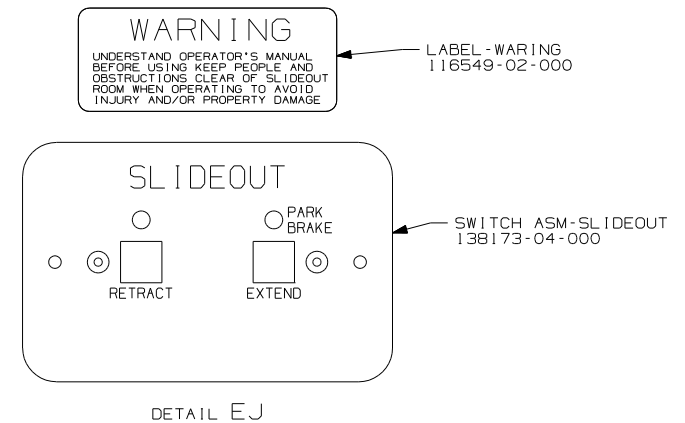 WARNING
UNDERSTAND OPERATOR'S MANUAL
BEFORE USING KEEP PEOPLE AND
OBSTRUCTIONS CLEAR OF SLIDEOUT
ROOM WHEN OPERATING TO AVOID
INJURY AND/OR PROPERTY DAMAGE
LABEL-WARING
116549-02-000
SLIDEOUT
PARK
BRAKE
RETRACT
EXTEND
SWITCH ASM-SLIDEOUT
138173-04-000
DETAIL EJ